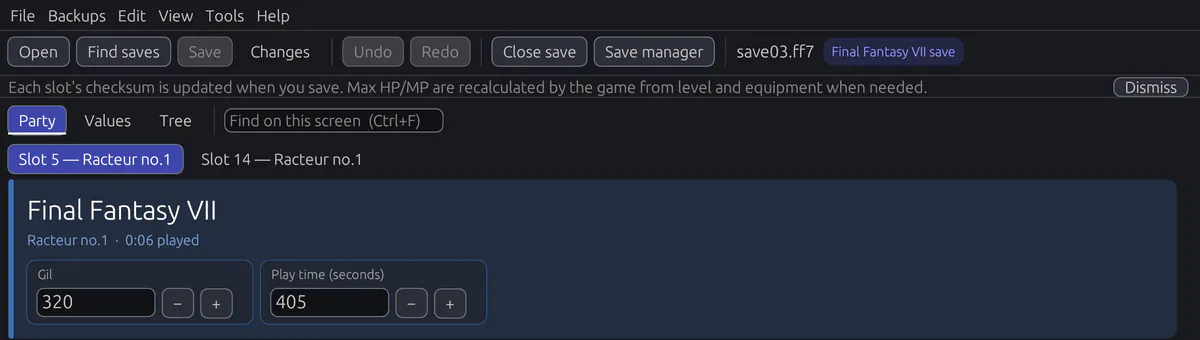 File Backups Edit View Tools Help
Open Find saves Save Changes Undo Redo Close save Save manager save03.ff7 Final Fantasy VII save
Each slot's checksum is updated when you save. Max HP/MP are recalculated by the game from level and equipment when needed. Dismiss
Party Values Tree Find on this screen (Ctrl+F)
Slot 5 — Racteur no.1 Slot 14 — Racteur no.1
Final Fantasy VII
Racteur no.1 · 0:06 played
Gil Play time (seconds)
320 − + 405 − +